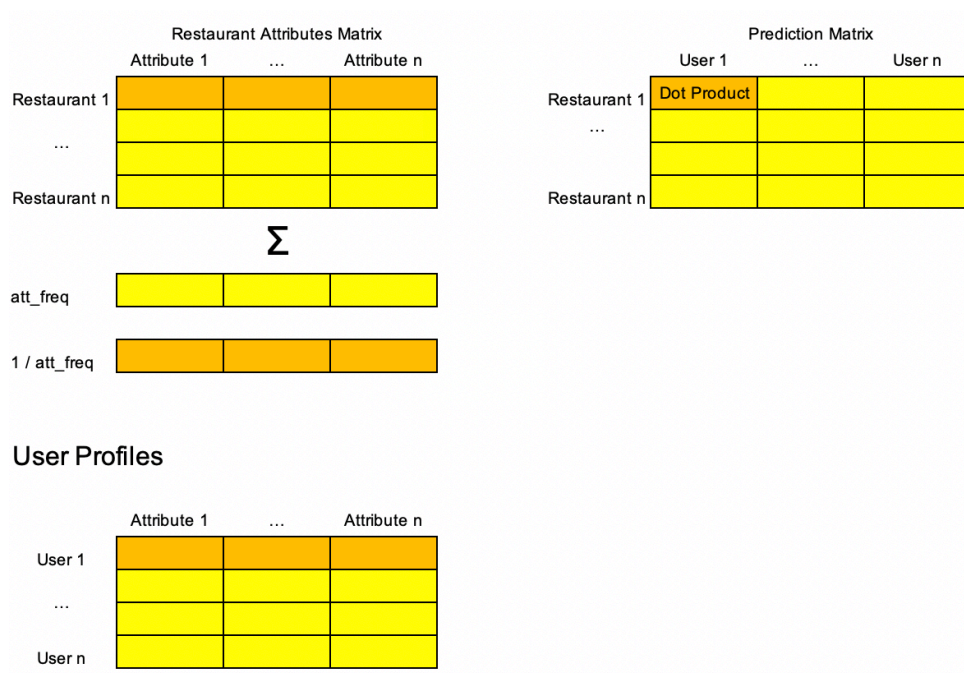 Restaurant Attributes Matrix
Attribute 1 … Attribute n
Restaurant 1
…
Restaurant n
Σ
att_freq
1 / att_freq
User Profiles
Attribute 1 … Attribute n
User 1
…
User n
Prediction Matrix
User 1 … User n
Restaurant 1 Dot Product
…
Restaurant n